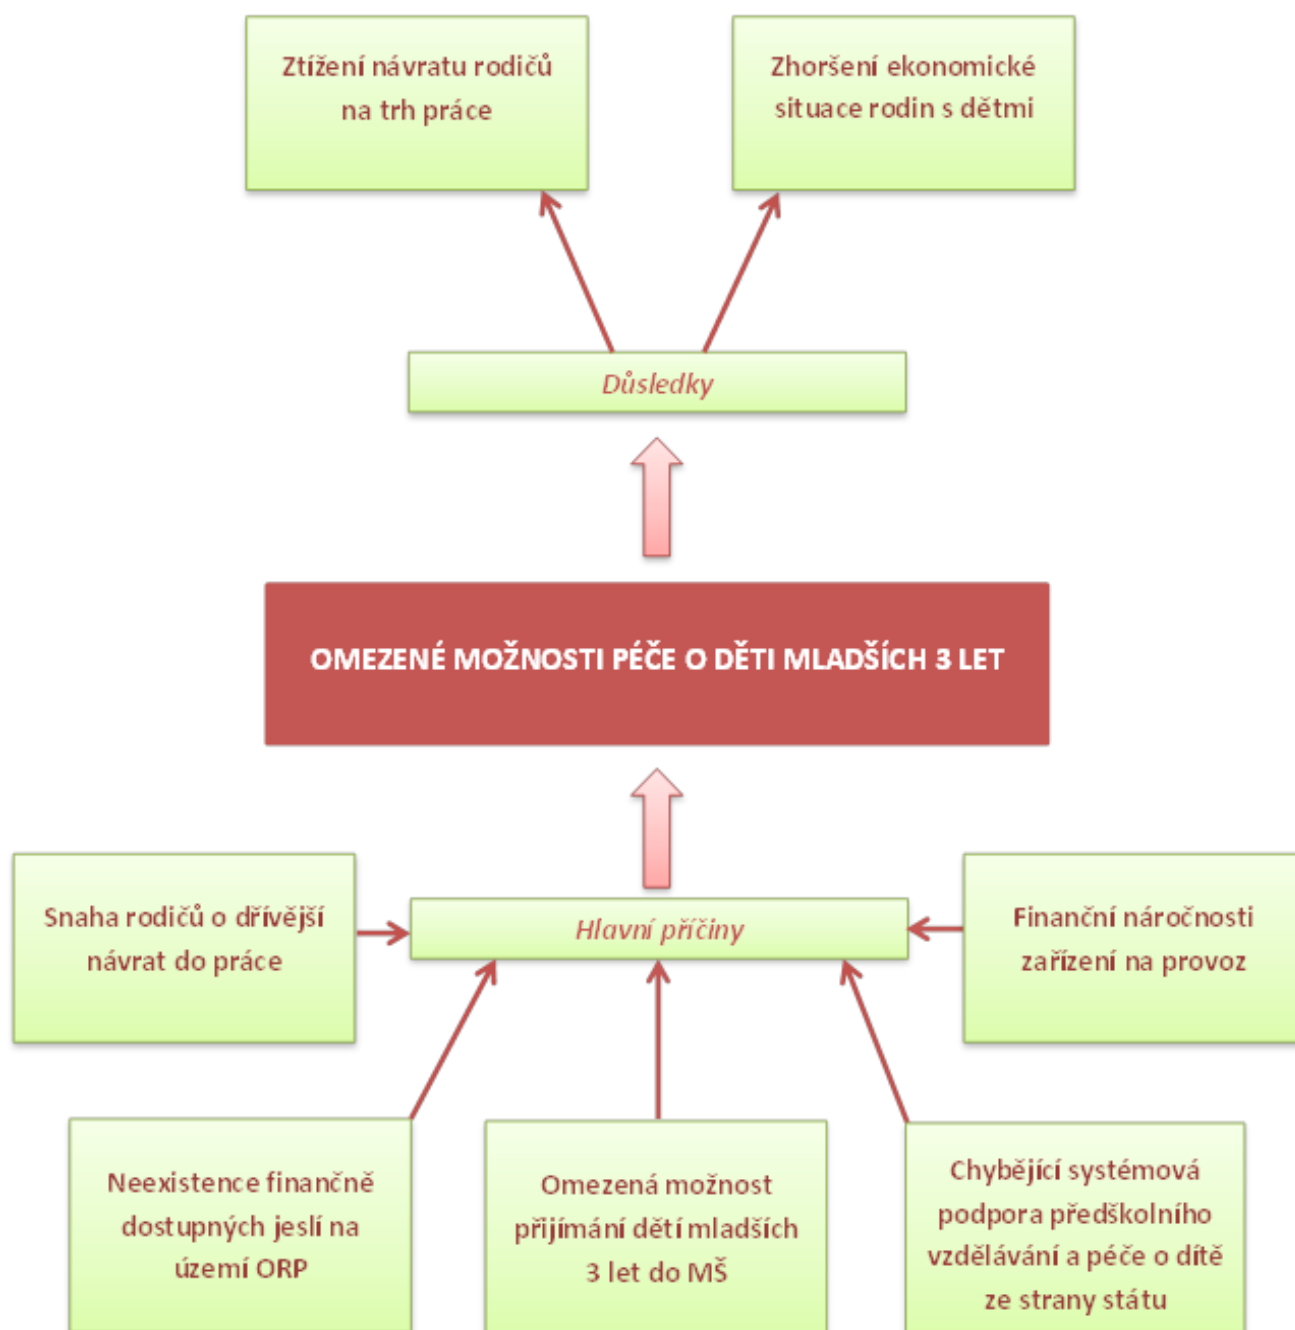 Ztížení návratu rodičů
na trh práce
Zhoršení ekonomické
situace rodin s dětmi
Důsledky
OMEZENÉ MOŽNOSTI PÉČE O DĚTI MLADŠÍCH 3 LET
Snaha rodičů o dřívější
návrat do práce
Hlavní příčiny
Finanční náročnosti
zařízení na provoz
Neexistence finančně
dostupných jeslí na
území ORP
Omezená možnost
přijímání dětí mladších
3 let do MŠ
Chybějící systémová
podpora předškolního
vzdělávání a péče o dítě
ze strany státu